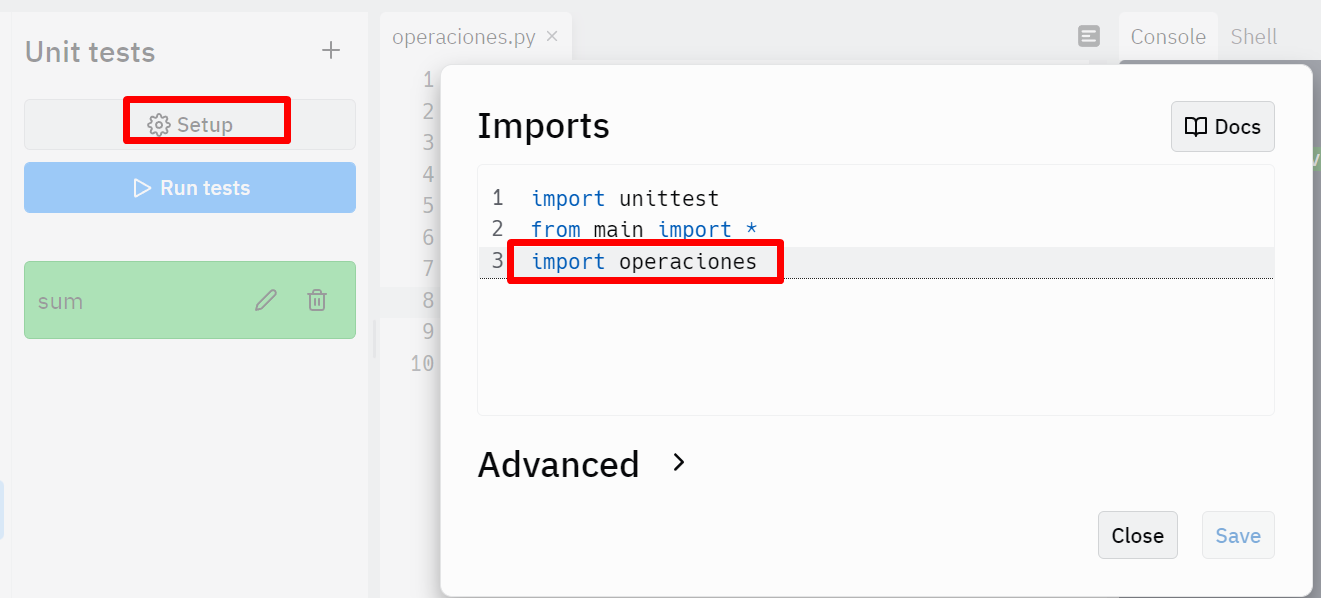 Unit tests
Setup
Run tests
sum
operaciones.py
Console
Shell
1
2
3
4
5
6
7
8
9
10
Imports
Docs
1 import unittest
2 from main import *
3 import operaciones
Advanced
Close
Save